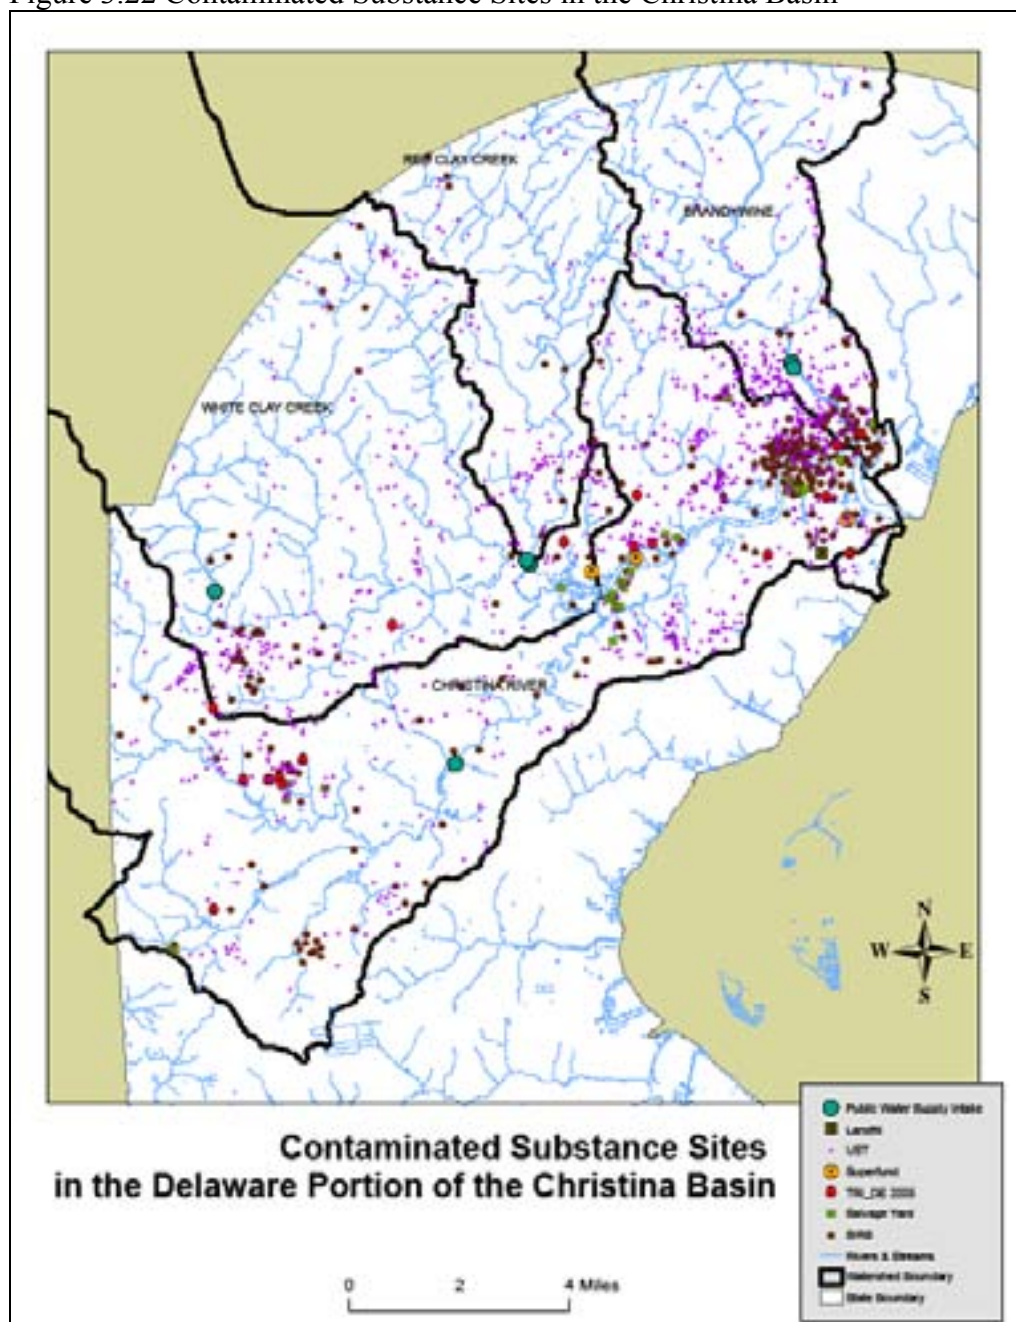 Figure 3.22 Contaminated Substance Sites in the Christina Basin
RED CLAY CREEK
BRANDYWINE
WHITE CLAY CREEK
CHRISTINA RIVER
N
W E
S
Public Water Supply Intake
Landfill
UST
Superfund
TRI_DE
Salvage Yard
SIRB
Rivers & Streams
Watershed Boundary
State Boundary
Contaminated Substance Sites
in the Delaware Portion of the Christina Basin
0 2 4 Miles